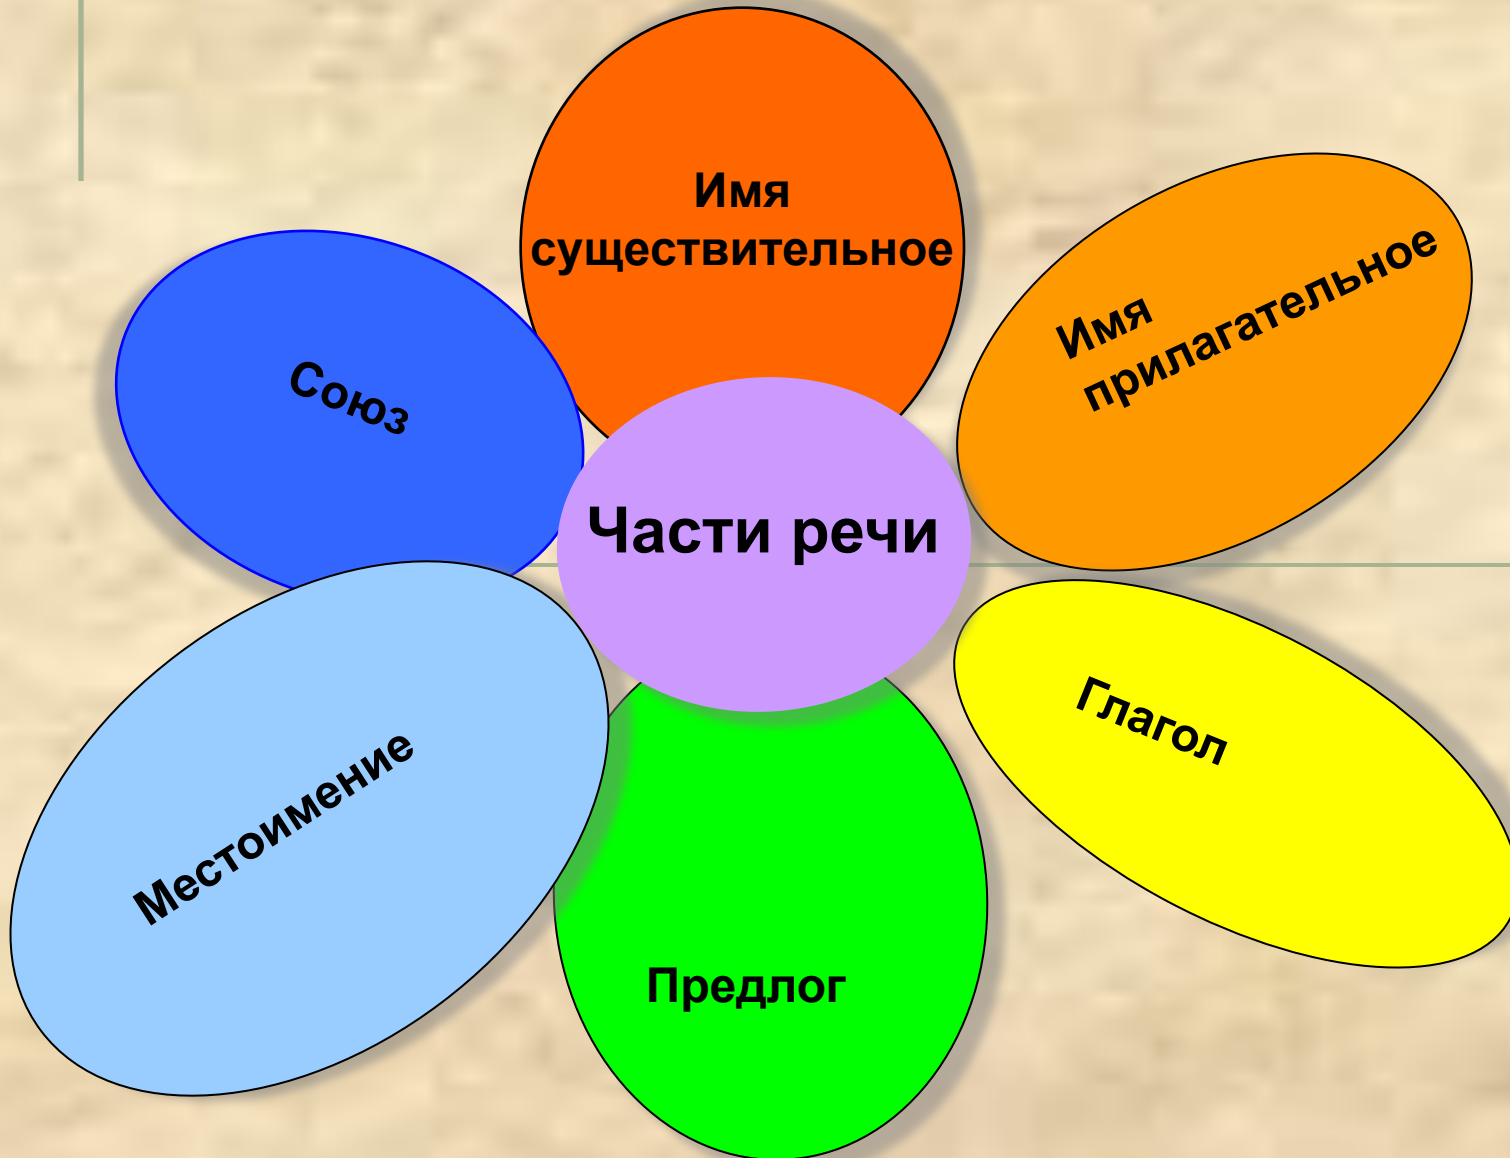 Имя
существительное
Имя
прилагательное
Союз
Части речи
Глагол
Местоимение
Предлог